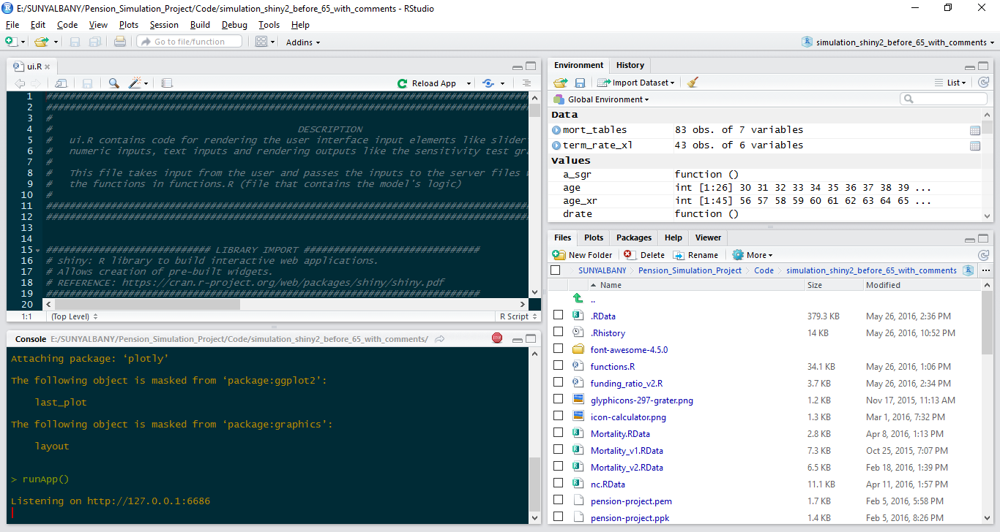 E:/SUNYALBANY/Pension_Simulation_Project/Code/simulation_shiny2_before_65_with_comments - RStudio
File Edit Code View Plots Session Build Debug Tools Help
Go to file/function Addins simulation_shiny2_before_65_with_comments
ui.R
Reload App
1 ##################################################################################
2 ##################################################################################
3 #
4 # DESCRIPTION
5 # ui.R contains code for rendering the user interface input elements like slider
6 # numeric inputs, text inputs and rendering outputs like the sensitivity test gra
7 #
8 # This file takes input from the user and passes the inputs to the server files w
9 # the functions in functions.R (file that contains the model's logic)
10 #
11 ##################################################################################
12 ##################################################################################
13
14
15 ############################ LIBRARY IMPORT ##############################
16 # shiny: R library to build interactive web applications.
17 # Allows creation of pre-built widgets.
18 # REFERENCE: https://cran.r-project.org/web/packages/shiny/shiny.pdf
19 ##########################################################################
20
1:1 (Top Level) R Script
Console E:/SUNYALBANY/Pension_Simulation_Project/Code/simulation_shiny2_before_65_with_comments/
Attaching package: ‘plotly’
The following object is masked from ‘package:ggplot2’:
last_plot
The following object is masked from ‘package:graphics’:
layout
> runApp()
Listening on http://127.0.0.1:6686
Environment History
Import Dataset List
Global Environment
Data
mort_tables 83 obs. of 7 variables
term_rate_xl 43 obs. of 6 variables
Values
a_sgr function ()
age int [1:26] 30 31 32 33 34 35 36 37 38 39 ...
age_xr int [1:45] 56 57 58 59 60 61 62 63 64 65 ...
drate function ()
Files Plots Packages Help Viewer
New Folder Delete Rename More
SUNYALBANY Pension_Simulation_Project Code simulation_shiny2_before_65_with_comments ...
Name Size Modified
..
.RData 379.3 KB May 26, 2016, 2:36 PM
.Rhistory 14 KB May 26, 2016, 10:52 PM
font-awesome-4.5.0
functions.R 34.1 KB May 26, 2016, 1:06 PM
funding_ratio_v2.R 3.7 KB May 26, 2016, 2:34 PM
glyphicons-297-grater.png 1.2 KB Nov 17, 2015, 11:13 AM
icon-calculator.png 1.3 KB Mar 1, 2016, 7:32 PM
Mortality.RData 2.8 KB Apr 8, 2016, 1:13 PM
Mortality_v1.RData 7.3 KB Oct 25, 2015, 7:07 PM
Mortality_v2.RData 6.5 KB Feb 18, 2016, 1:39 PM
nc.RData 11.1 KB Apr 11, 2016, 1:57 PM
pension-project.pem 1.7 KB Feb 5, 2016, 5:58 PM
pension-project.ppk 1.4 KB Feb 5, 2016, 8:26 PM